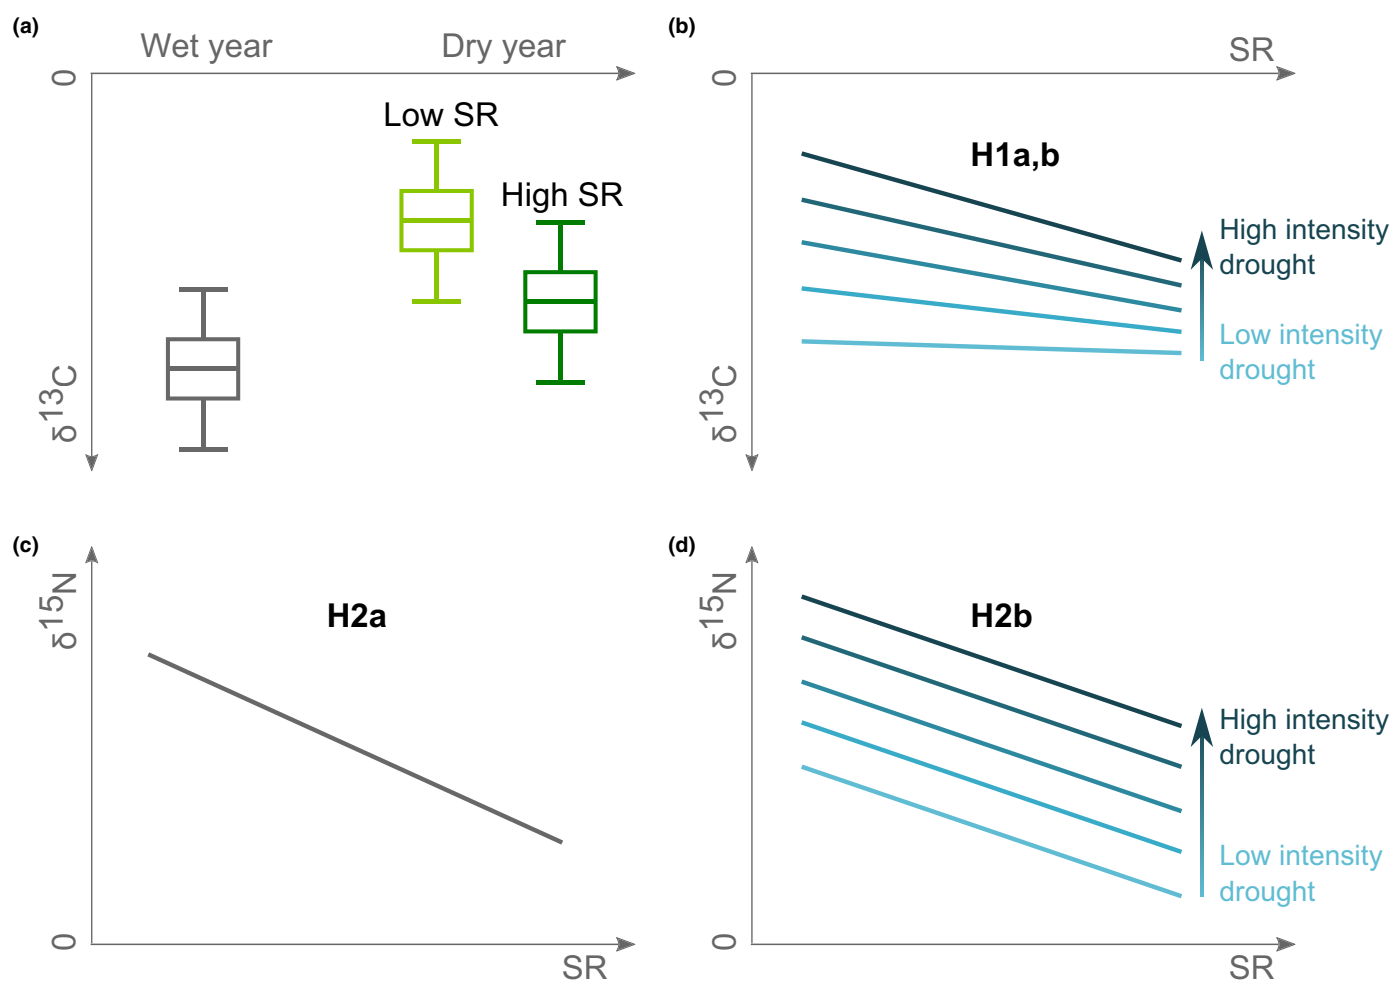 (a)
Wet year
Dry year
0
Low SR
High SR
δ¹³C
(b)
SR
0
H1a,b
High intensity
drought
Low intensity
drought
δ¹³C
(c)
δ¹⁵N
H2a
0
SR
(d)
δ¹⁵N
H2b
High intensity
drought
Low intensity
drought
0
SR